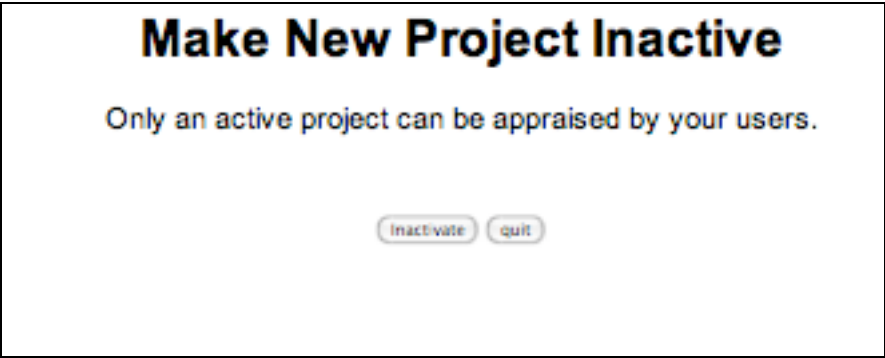 Make New Project Inactive
Only an active project can be appraised by your users.
Inactivate quit